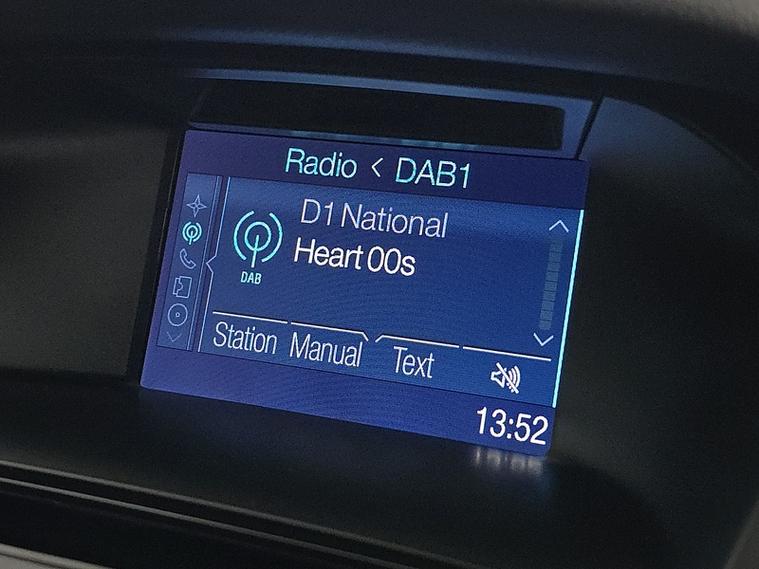 Radio < DAB1
D1 National
Heart 00s
DAB
Station Manual Text
13:52